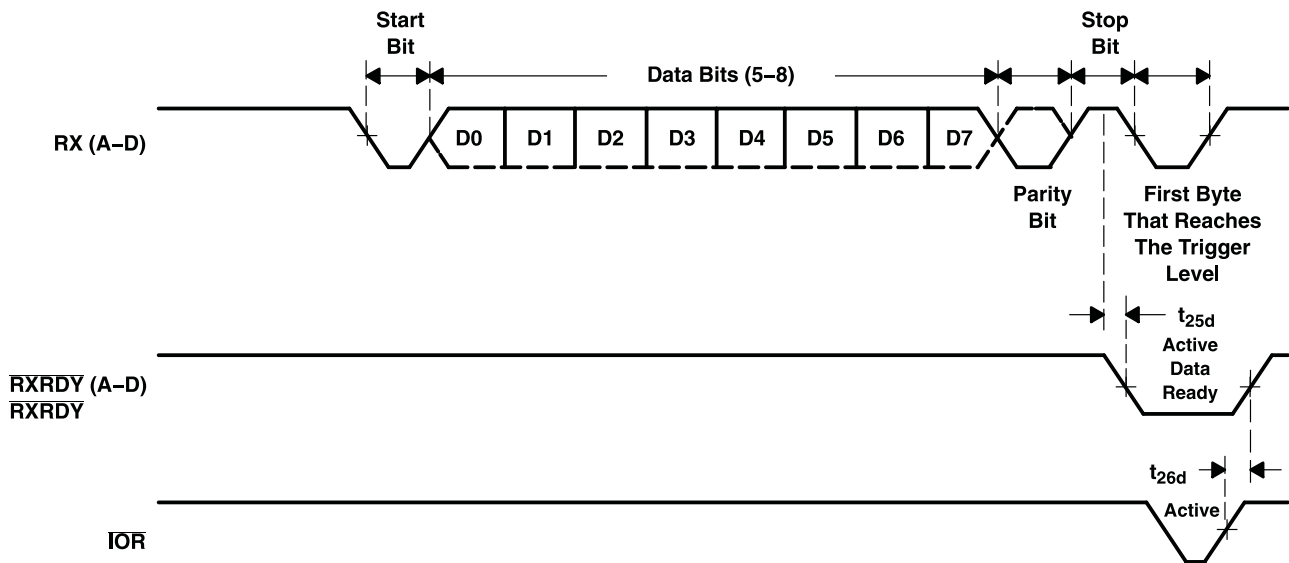 Start
Bit
Data Bits (5–8)
Stop
Bit
RX (A–D)
D0
D1
D2
D3
D4
D5
D6
D7
Parity
Bit
First Byte
That Reaches
The Trigger
Level
t25d
Active
Data
Ready
RXRDY (A–D)
RXRDY
t26d
Active
IOR